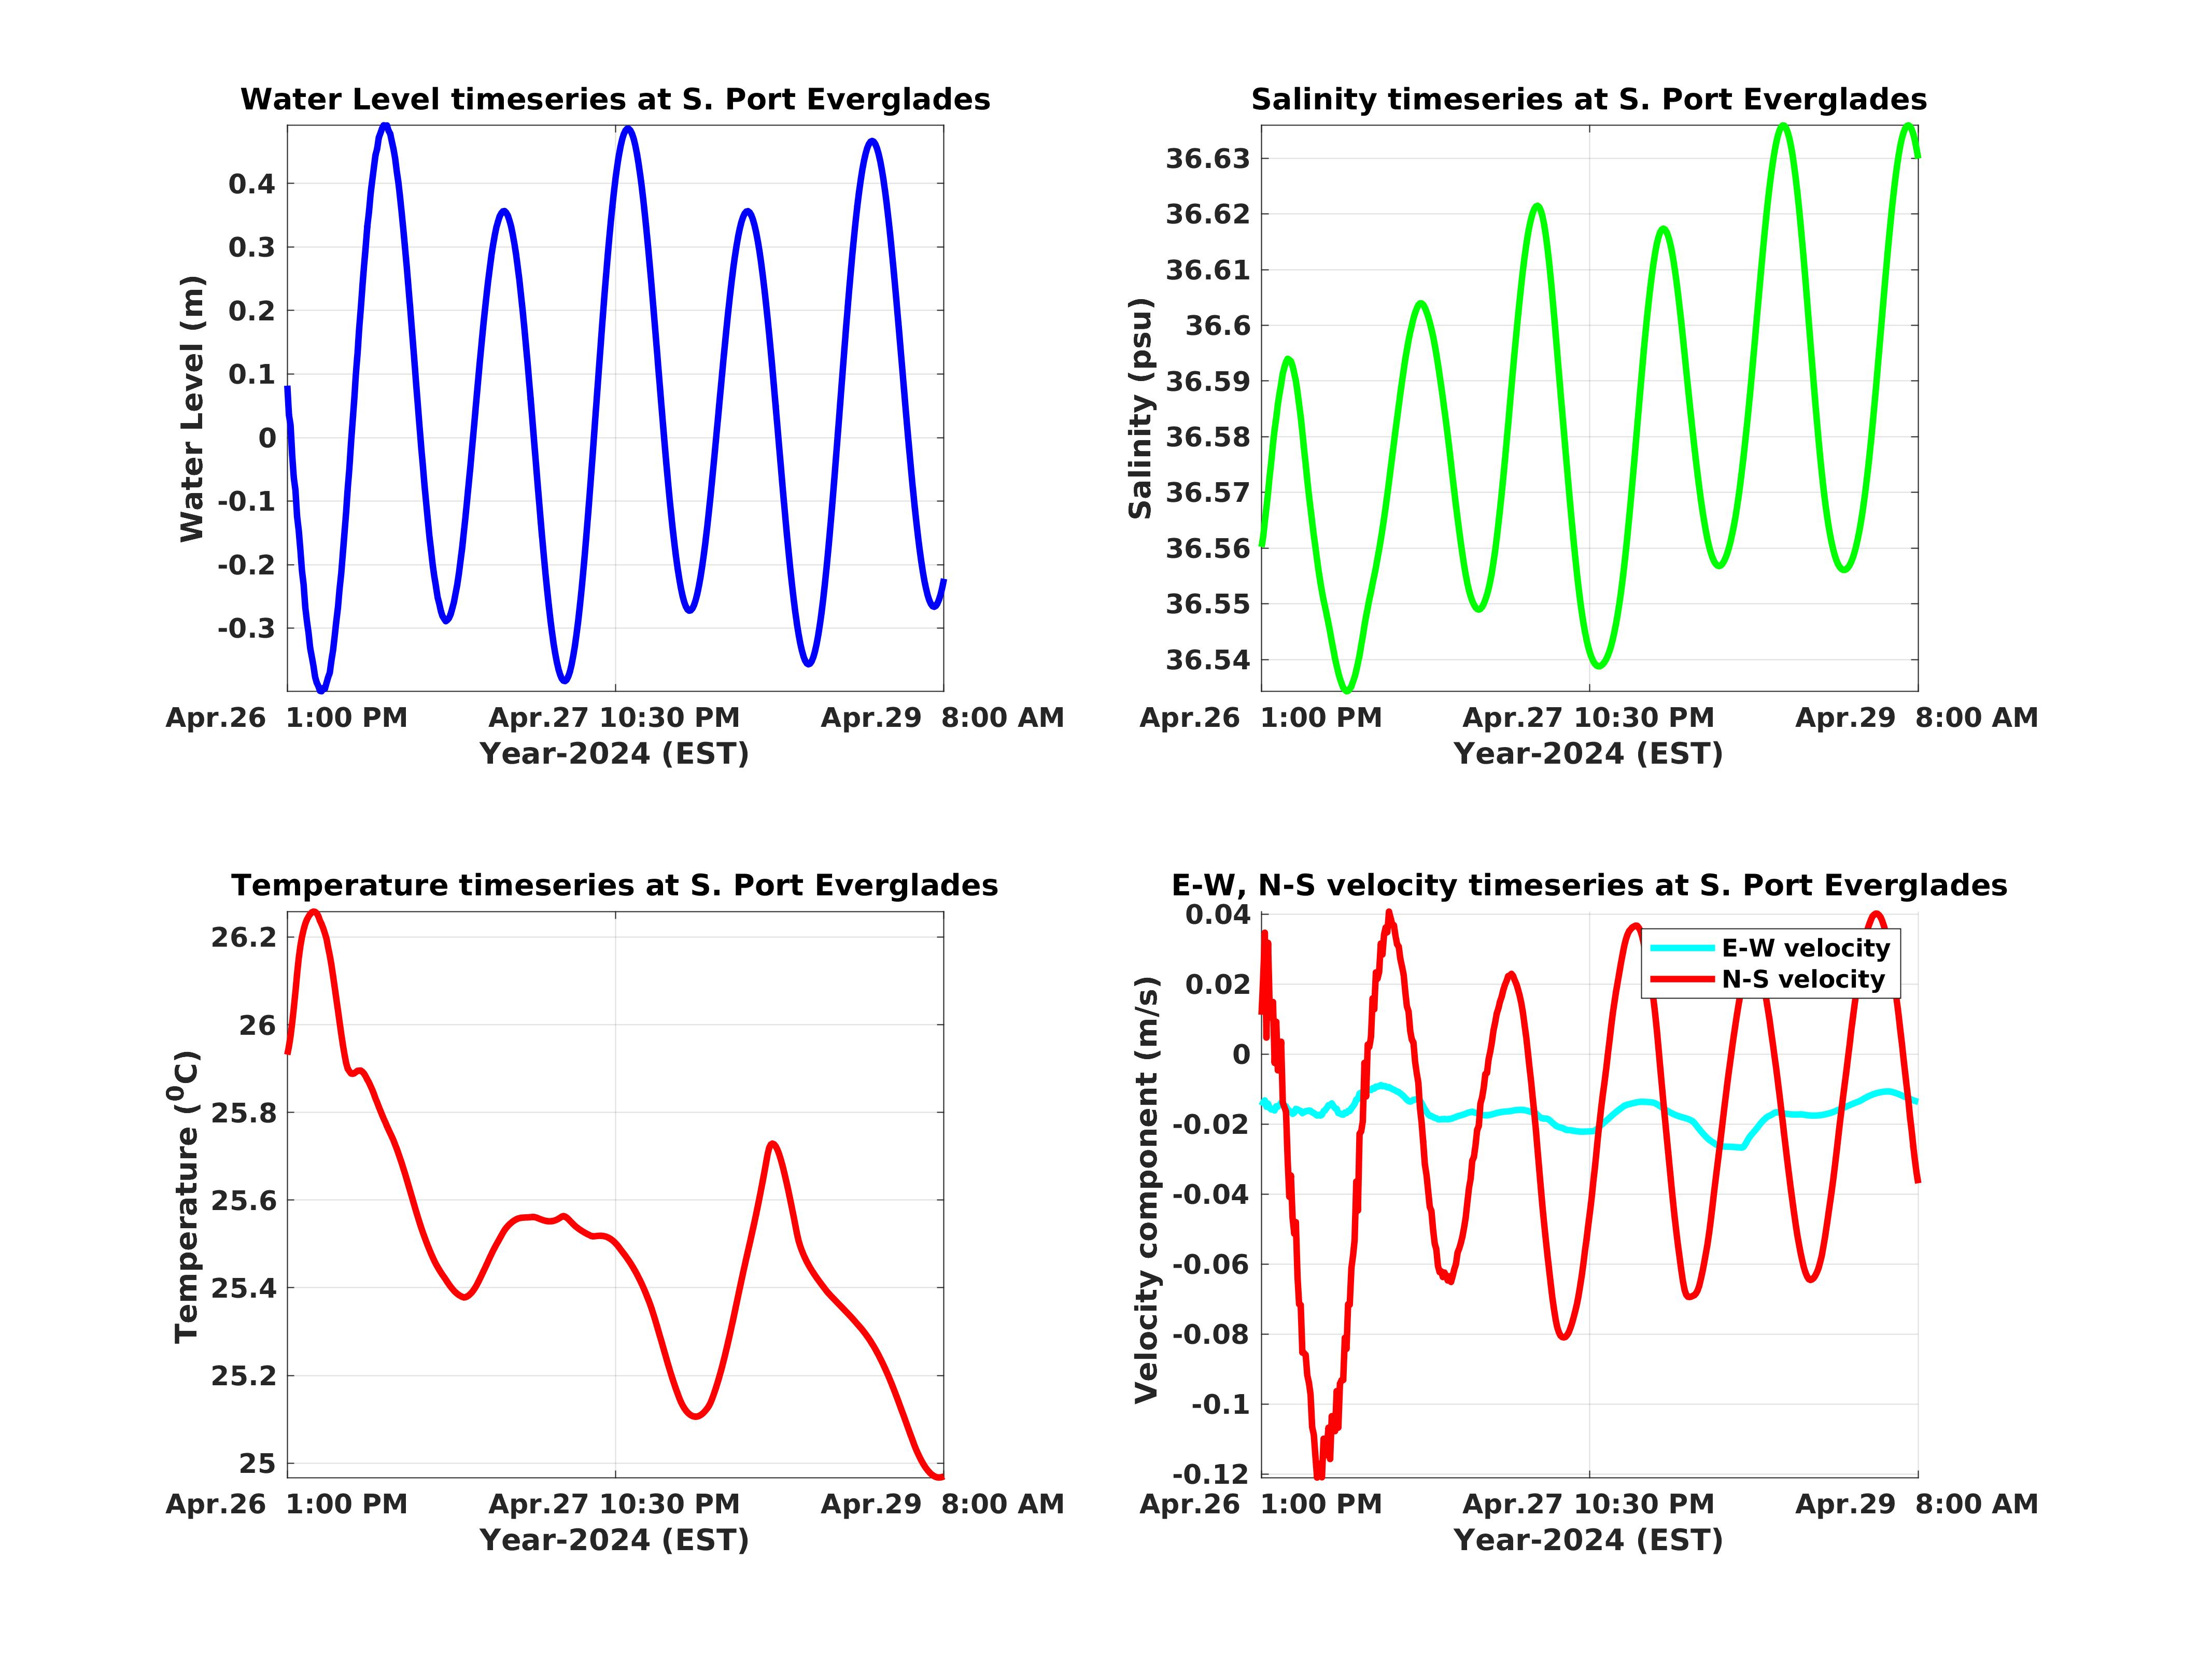 Water Level timeseries at S. Port Everglades
0.4
0.3
0.2
0.1
0
-0.1
-0.2
-0.3
Water Level (m)
Apr.26 1:00 PM
Apr.27 10:30 PM
Apr.29 8:00 AM
Year-2024 (EST)
Salinity timeseries at S. Port Everglades
36.63
36.62
36.61
36.6
36.59
36.58
36.57
36.56
36.55
36.54
Salinity (psu)
Apr.26 1:00 PM
Apr.27 10:30 PM
Apr.29 8:00 AM
Year-2024 (EST)
Temperature timeseries at S. Port Everglades
26.2
26
25.8
25.6
25.4
25.2
25
Temperature (⁰C)
Apr.26 1:00 PM
Apr.27 10:30 PM
Apr.29 8:00 AM
Year-2024 (EST)
E-W, N-S velocity timeseries at S. Port Everglades
0.04
0.02
0
-0.02
-0.04
-0.06
-0.08
-0.1
-0.12
Velocity component (m/s)
E-W velocity
N-S velocity
Apr.26 1:00 PM
Apr.27 10:30 PM
Apr.29 8:00 AM
Year-2024 (EST)